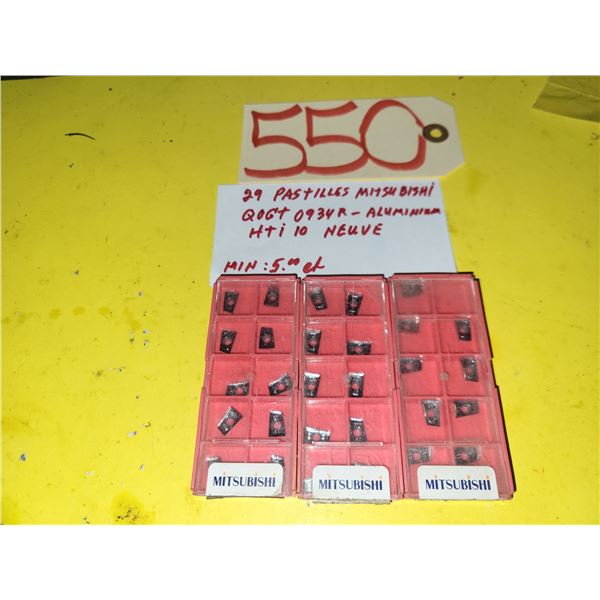 550
29 PASTILLES MITSUBISHI
QOGT 0934R - ALUMINIUM
HTi 10 NEUVE
MIN : 5.00 ch
MITSUBISHI
MITSUBISHI
MITSUBISHI